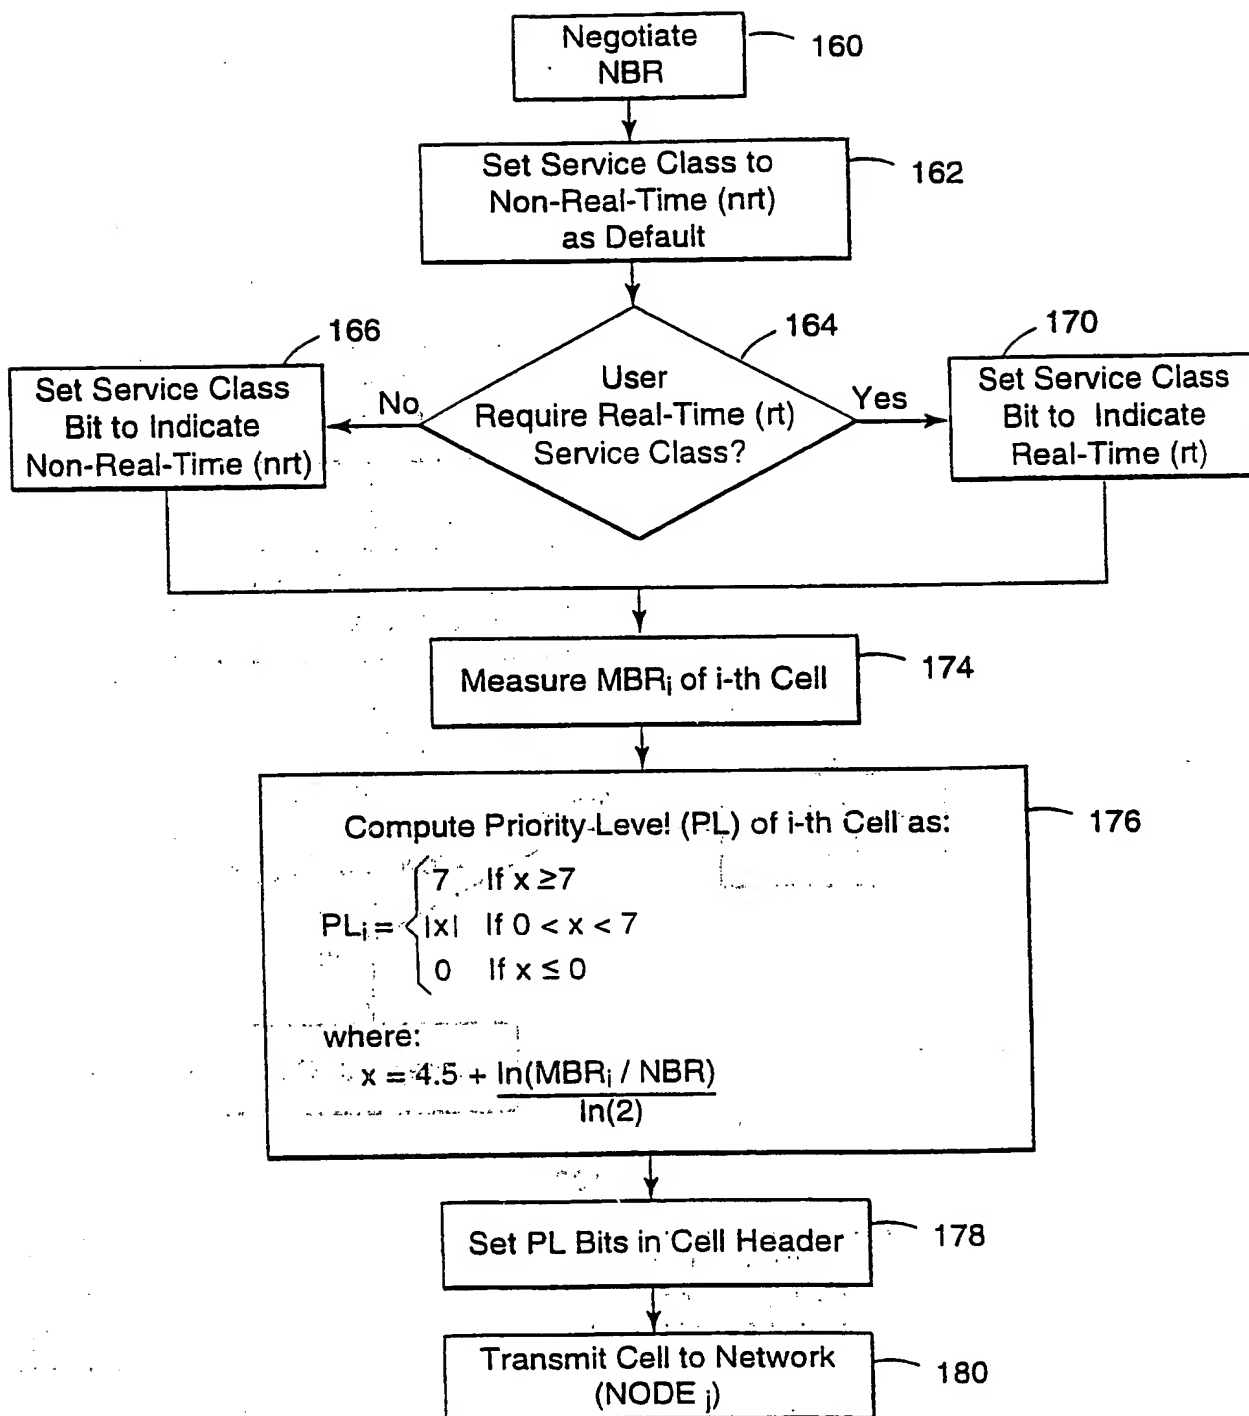 Negotiate
NBR
160
Set Service Class to
Non-Real-Time (nrt)
as Default
162
166
164
170
Set Service Class
Bit to Indicate
Non-Real-Time (nrt)
No
User
Require Real-Time (rt)
Service Class?
Yes
Set Service Class
Bit to Indicate
Real-Time (rt)
Measure MBRi of i-th Cell
174
Compute Priority Level (PL) of i-th Cell as:
176
7 If x ≥7
PLi = |x| If 0 < x < 7
0 If x ≤ 0
where:
x = 4.5 + ln(MBRi / NBR)
ln(2)
Set PL Bits in Cell Header
178
Transmit Cell to Network
(NODE j)
180